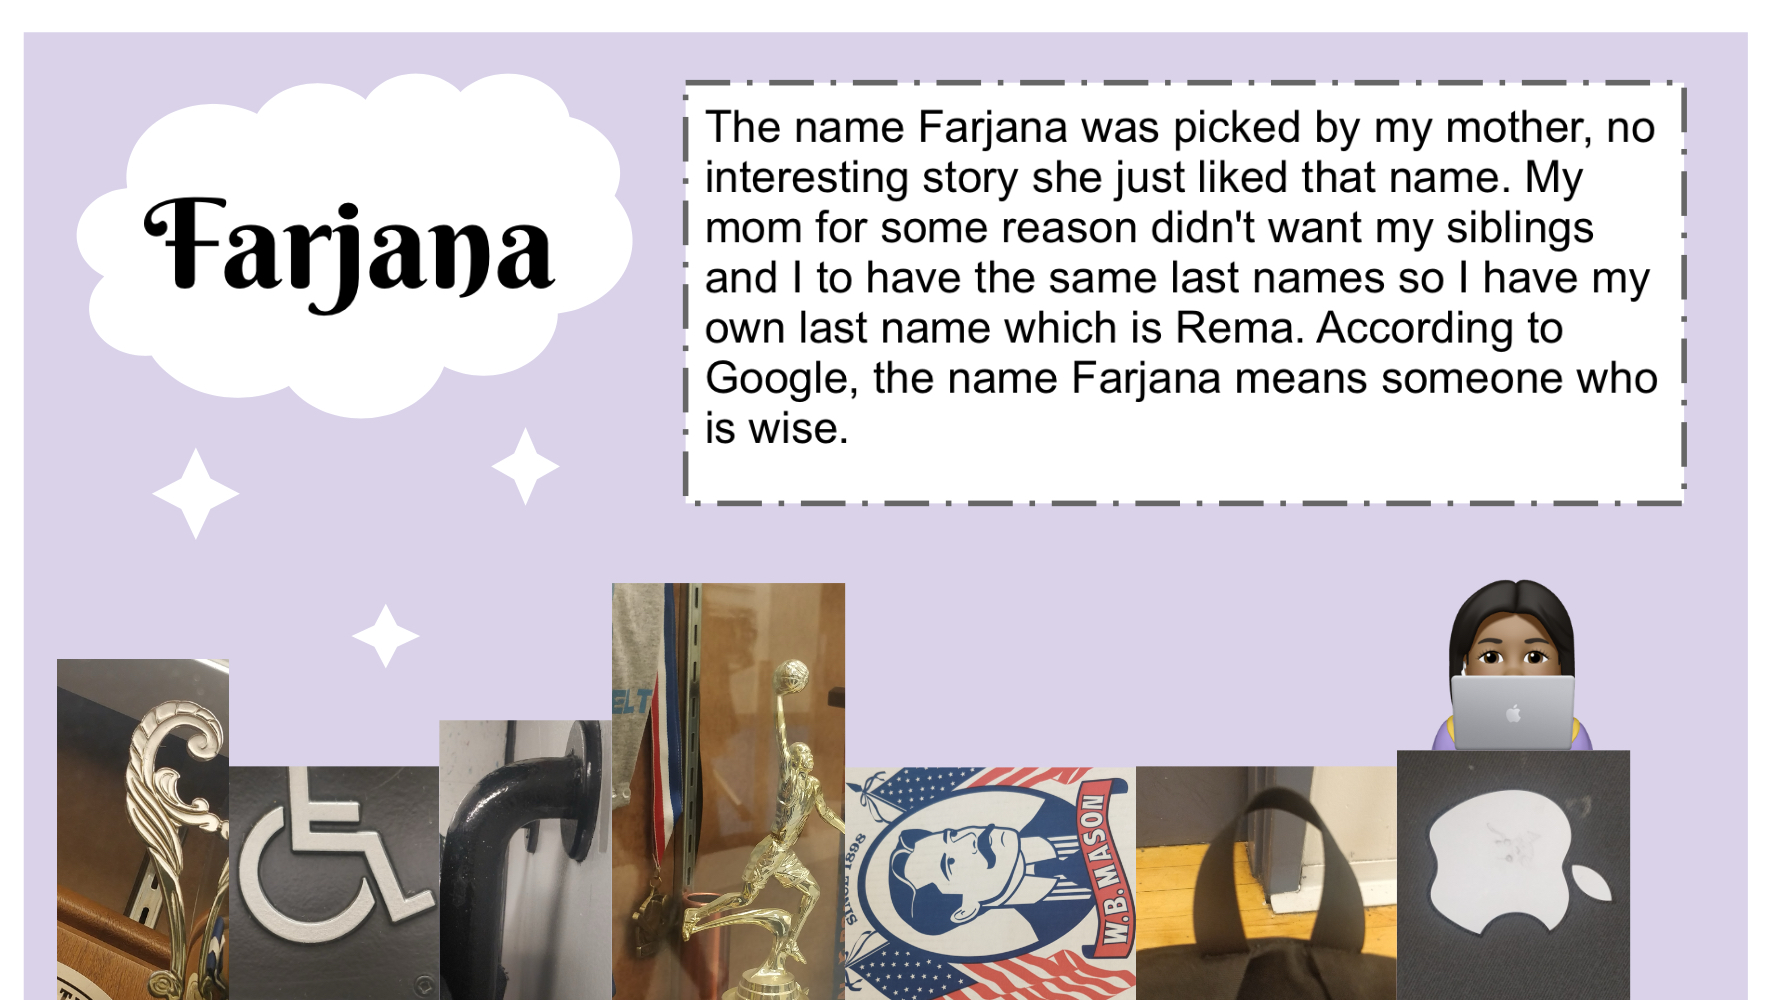 Farjana
The name Farjana was picked by my mother, no
interesting story she just liked that name. My
mom for some reason didn't want my siblings
and I to have the same last names so I have my
own last name which is Rema. According to
Google, the name Farjana means someone who
is wise.
ELT
SINCE 1898
W.B. MASON